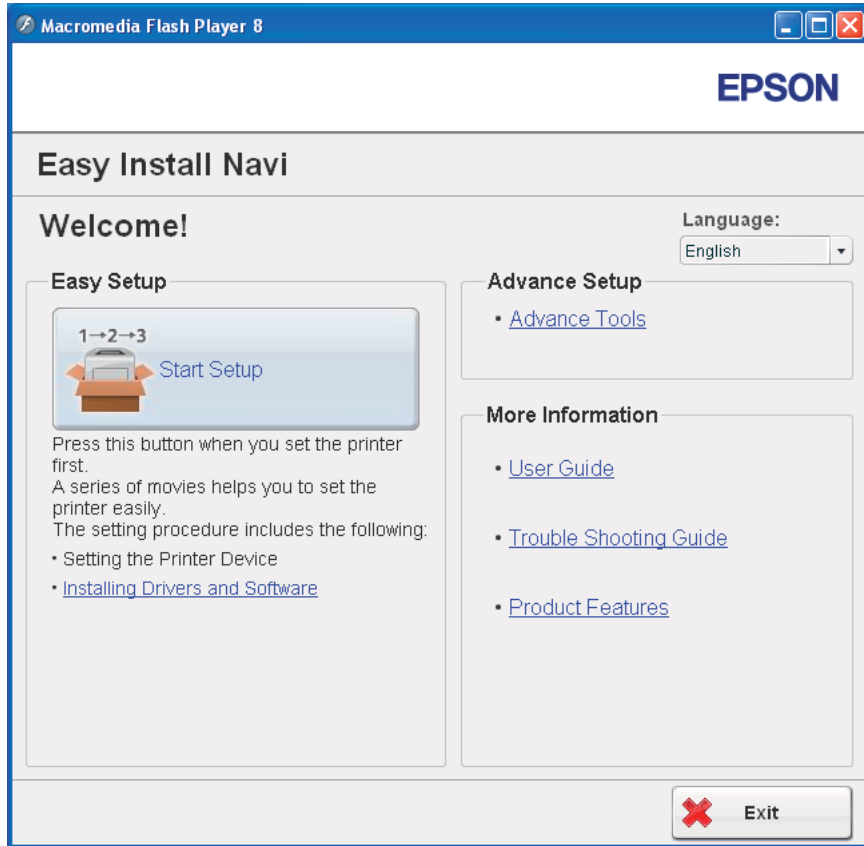 Macromedia Flash Player 8
EPSON
Easy Install Navi
Welcome!
Language:
English
Easy Setup
1→2→3
Start Setup
Press this button when you set the printer
first.
A series of movies helps you to set the
printer easily.
The setting procedure includes the following:
• Setting the Printer Device
• Installing Drivers and Software
Advance Setup
• Advance Tools
More Information
• User Guide
• Trouble Shooting Guide
• Product Features
Exit